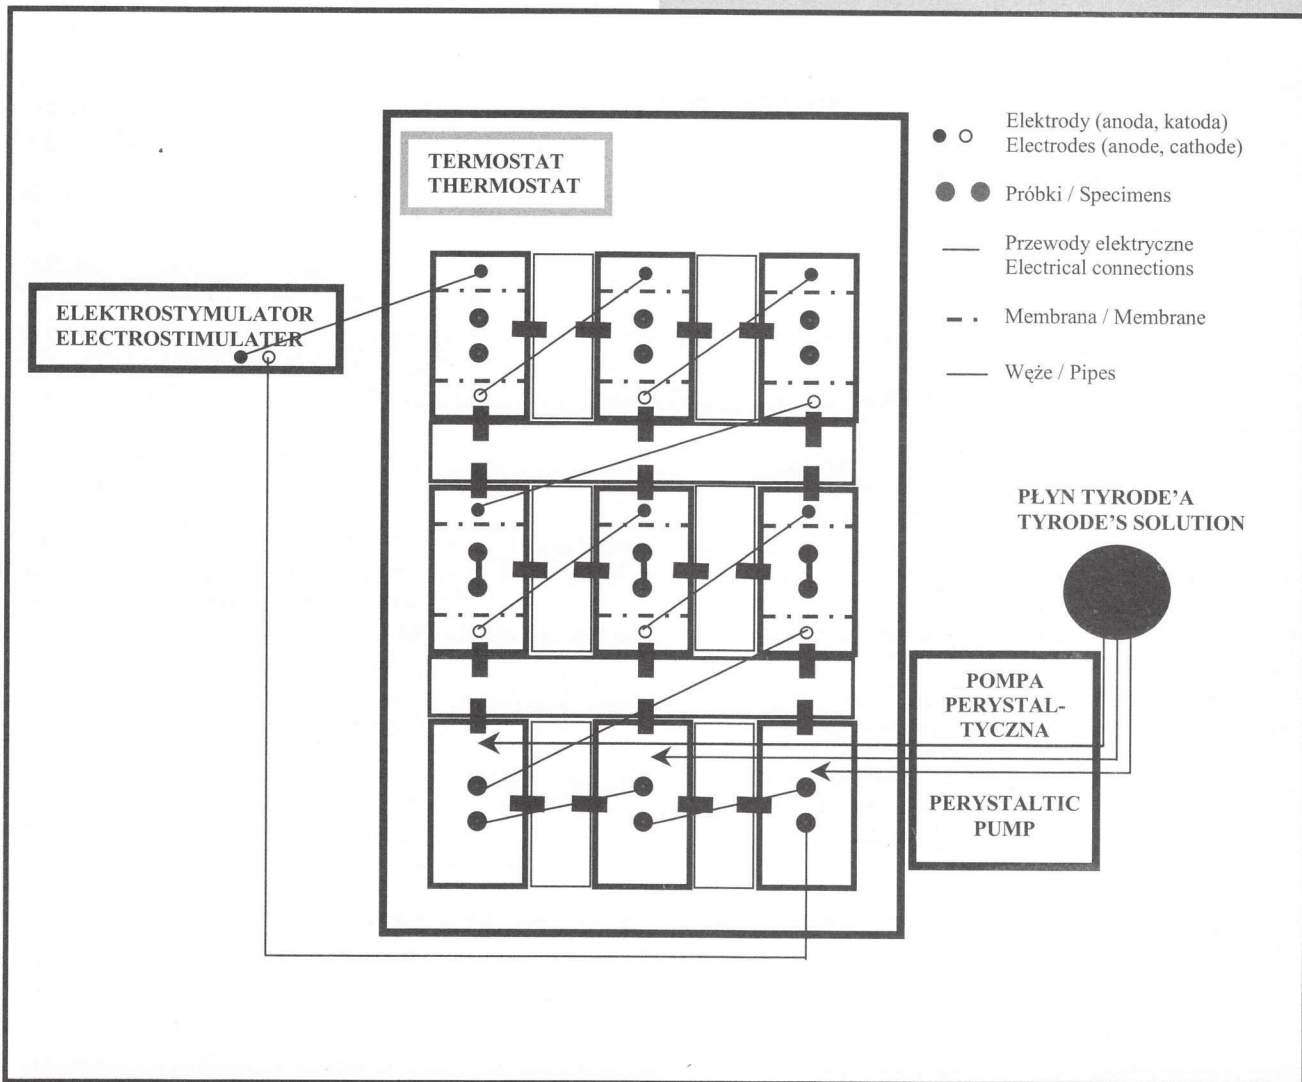 TERMOSTAT
THERMOSTAT
ELEKTROSTYMULATOR
ELECTROSTIMULATER
Elektrody (anoda, katoda)
Electrodes (anode, cathode)
Próbki / Specimens
Przewody elektryczne
Electrical connections
Membrana / Membrane
Węże / Pipes
PŁYN TYRODE’A
TYRODE’S SOLUTION
POMPA
PERYSTAL-
TYCZNA
PERYSTALTIC
PUMP